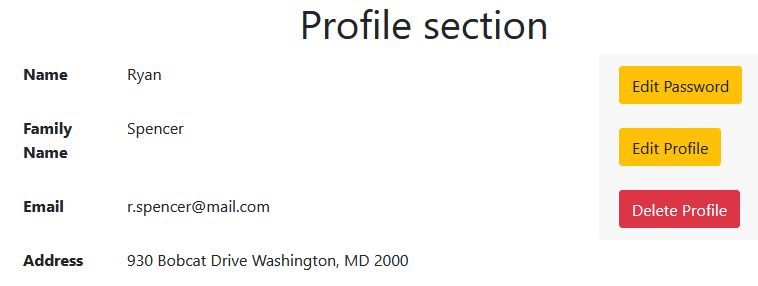 Profile section
Name Ryan
Edit Password
Family Name Spencer
Edit Profile
Email r.spencer@mail.com
Delete Profile
Address 930 Bobcat Drive Washington, MD 2000